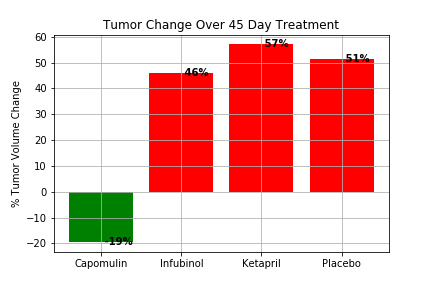 Tumor Change Over 45 Day Treatment
% Tumor Volume Change
60
50
40
30
20
10
0
−10
−20
-19%
46%
57%
51%
Capomulin
Infubinol
Ketapril
Placebo